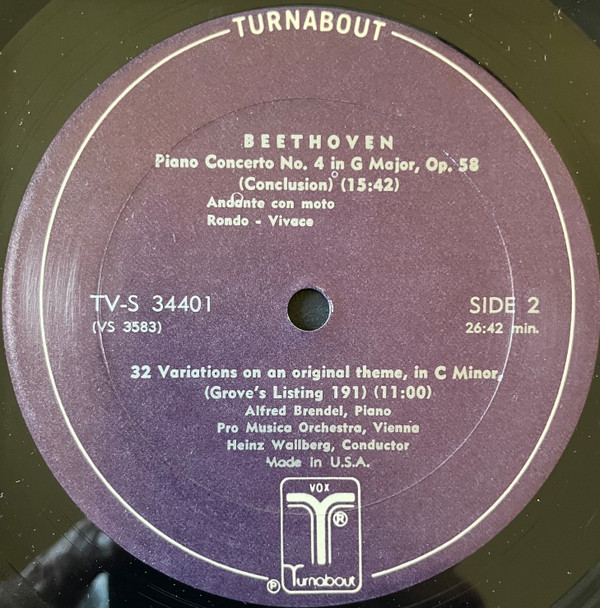 TURNABOUT
BEETHOVEN
Piano Concerto No. 4 in G Major, Op. 58
(Conclusion) (15:42)
Andante con moto
Rondo - Vivace
TV-S 34401
(VS 3583)
SIDE 2
26:42 min.
32 Variations on an original theme, in C Minor,
(Grove's Listing 191) (11:00)
Alfred Brendel, Piano
Pro Musica Orchestra, Vienna
Heinz Wallberg, Conductor
Made in U.S.A.
VOX
T®
Turnabout
℗